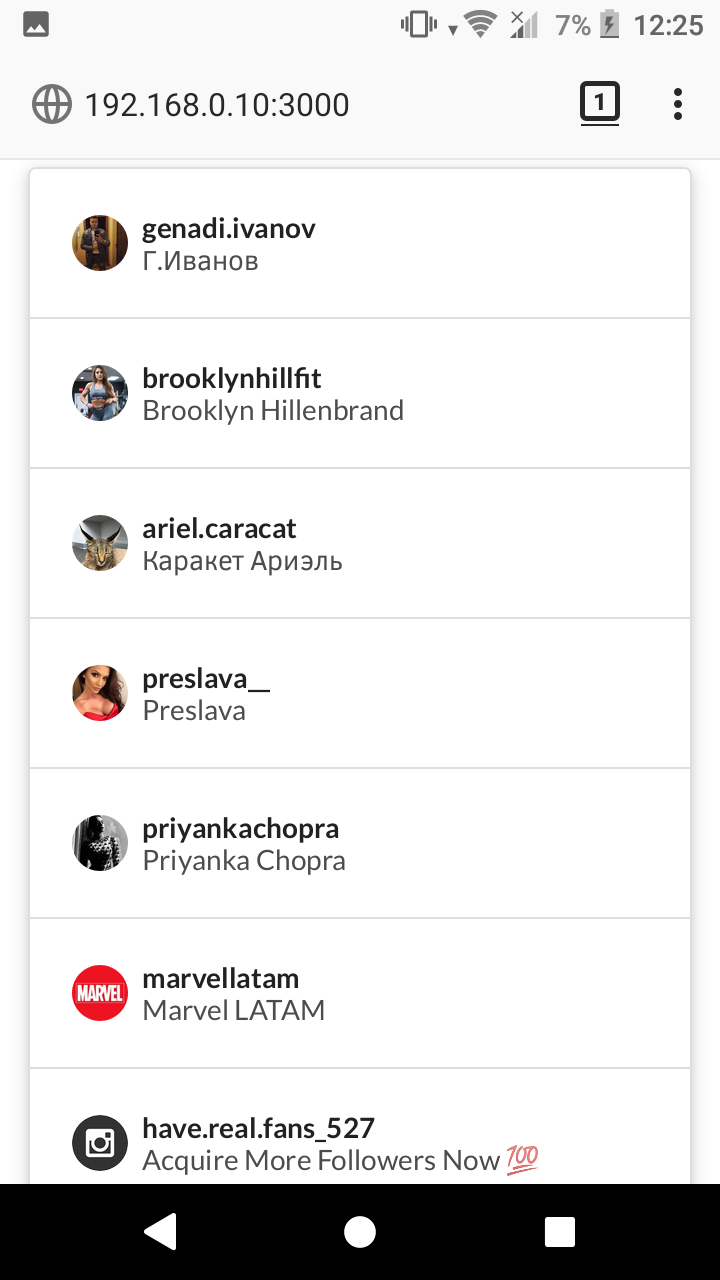 7% 12:25
192.168.0.10:3000 1
genadi.ivanov
Г.Иванов
brooklynhillfit
Brooklyn Hillenbrand
ariel.caracat
Каракет Ариэль
preslava__
Preslava
priyankachopra
Priyanka Chopra
MARVEL
marvellatam
Marvel LATAM
have.real.fans_527
Acquire More Followers Now 💯